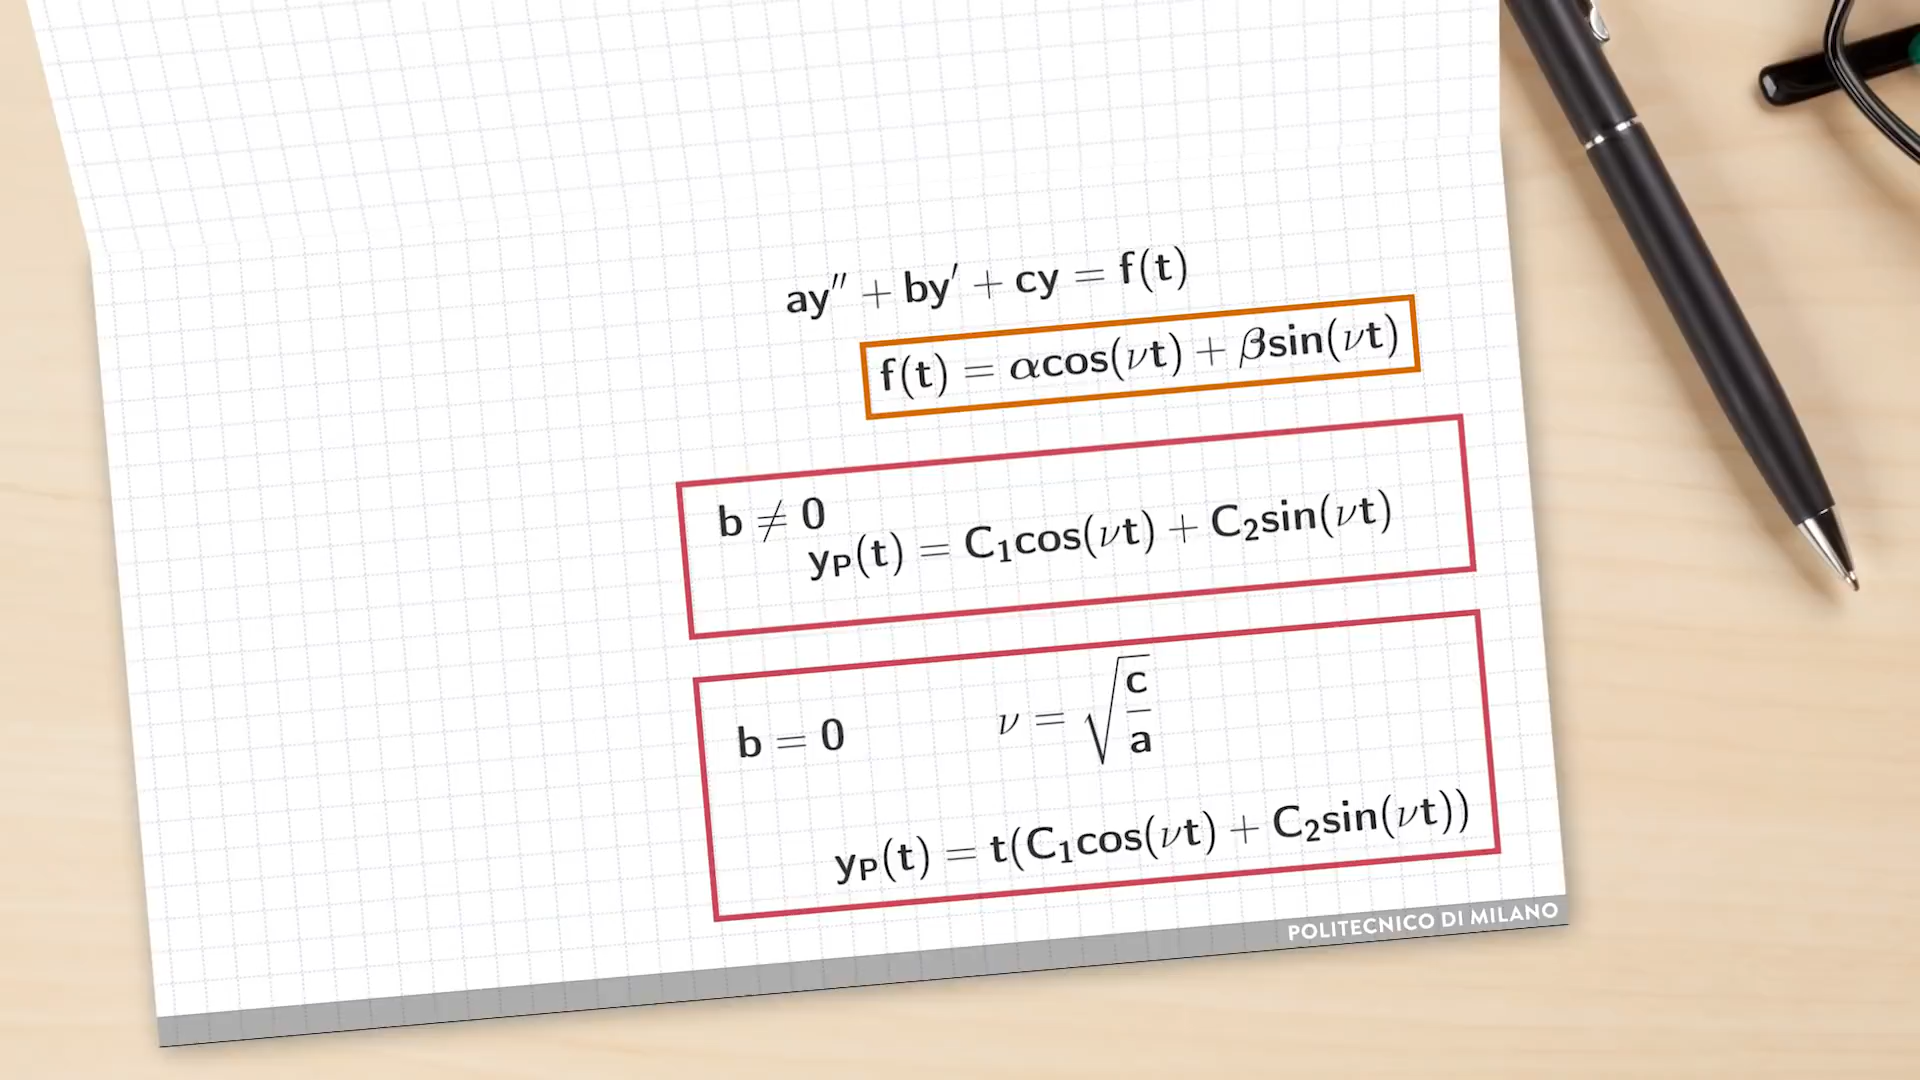 ay″ + by′ + cy = f(t)
f(t) = αcos(νt) + βsin(νt)
b ≠ 0
y_P(t) = C₁cos(νt) + C₂sin(νt)
b = 0 ν = √(c/a)
y_P(t) = t(C₁cos(νt) + C₂sin(νt))
POLITECNICO DI MILANO